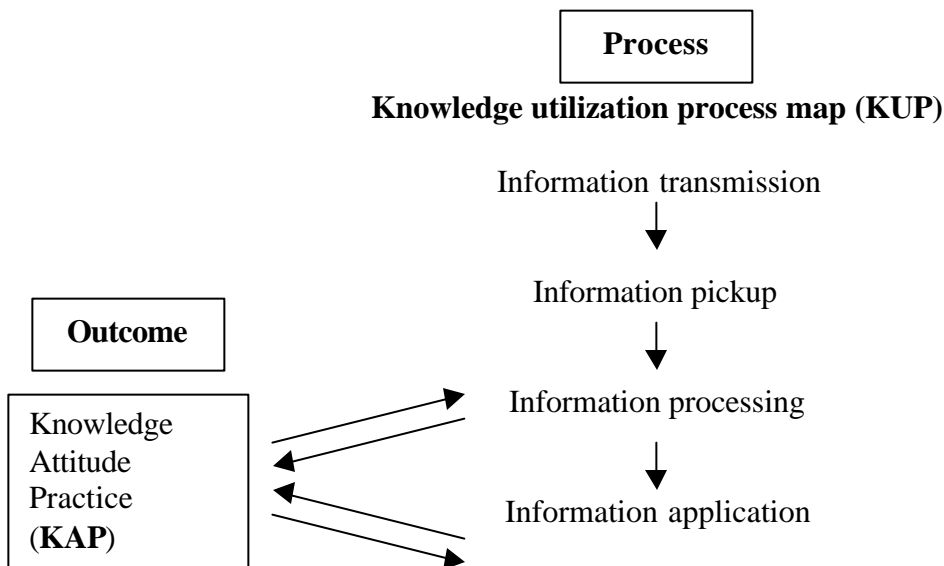 Process
Knowledge utilization process map (KUP)
Information transmission
Information pickup
Outcome
Information processing
Knowledge
Attitude
Practice
(KAP)
Information application